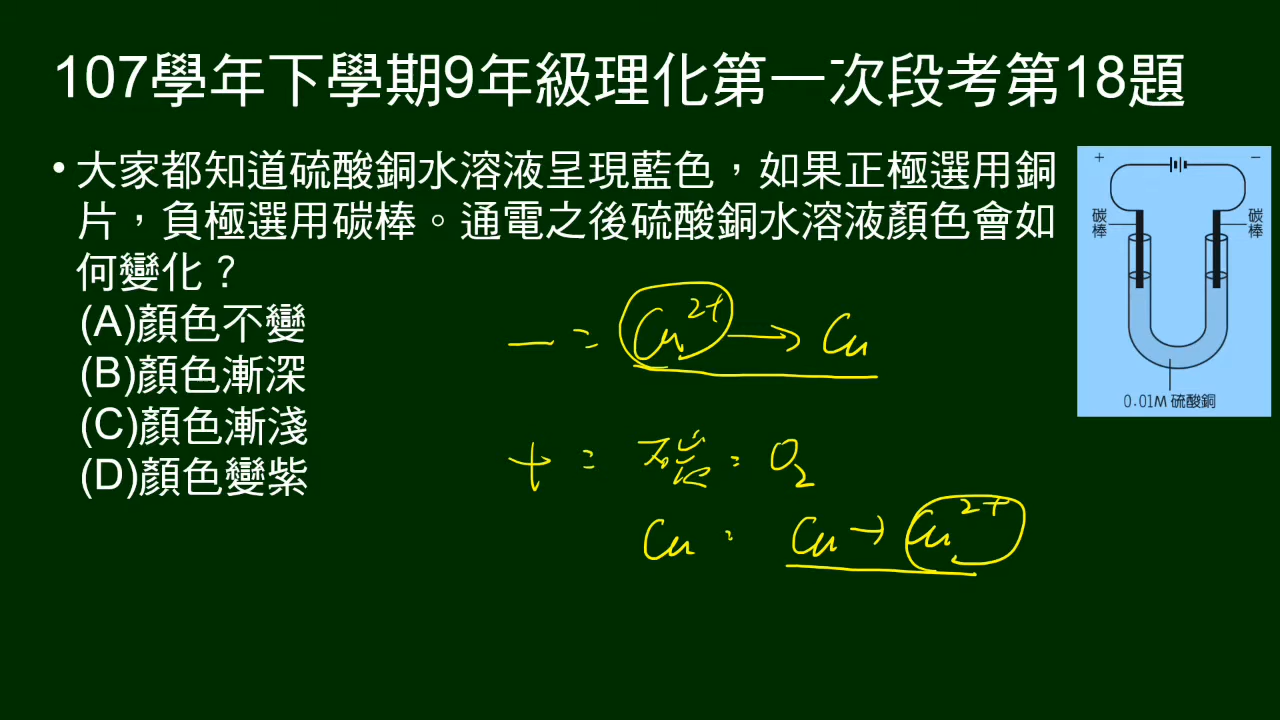 107學年下學期9年級理化第一次段考第18題
• 大家都知道硫酸銅水溶液呈現藍色，如果正極選用銅
片，負極選用碳棒。通電之後硫酸銅水溶液顏色會如
何變化？
(A)顏色不變
(B)顏色漸深
(C)顏色漸淺
(D)顏色變紫
+ −
碳棒 碳棒
0.01M 硫酸銅
− = Cu²⁺ → Cu
+ = 碳 : O₂
Cu : Cu → Cu²⁺